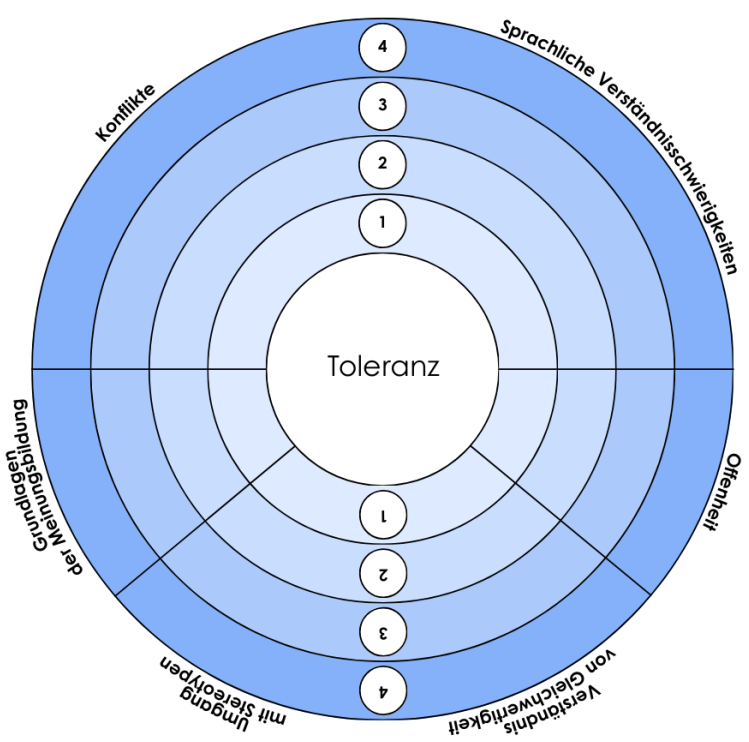 Sprachliche Verständnisschwierigkeiten
Konflikte
4
3
2
1
Toleranz
Grundlagen
der Meinungsbildung
Offenheit
1
2
3
4
Umgang
mit Stereotypen
Verständnis
von Gleichwertigkeit